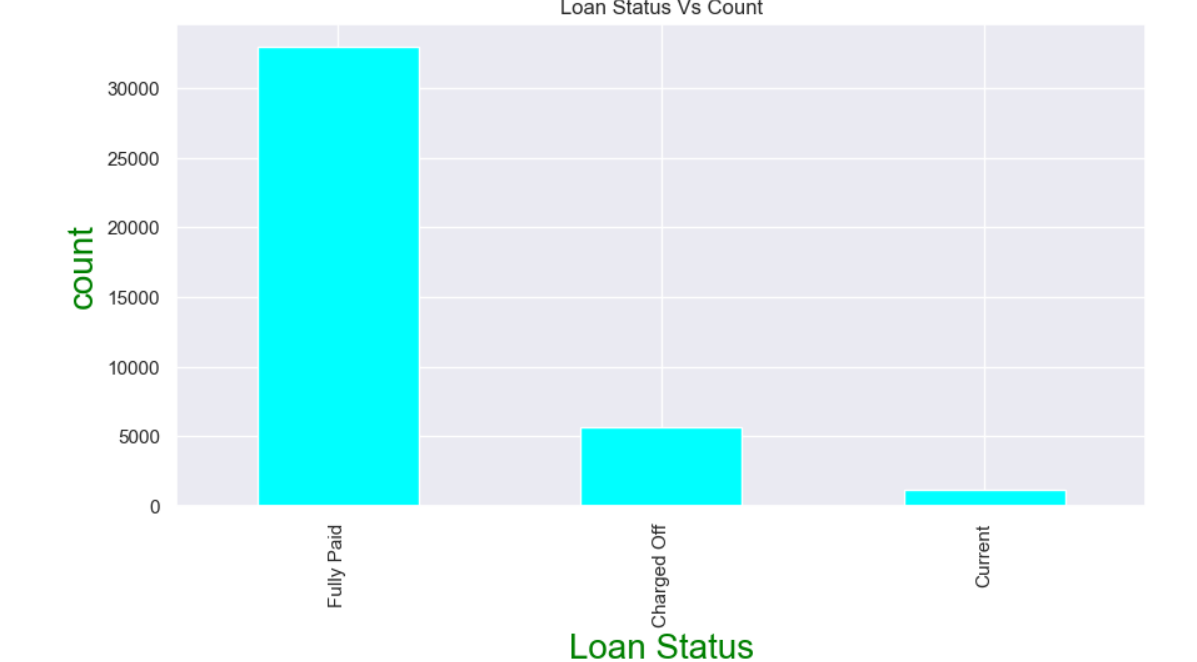 Loan Status Vs Count
30000
25000
20000
15000
10000
5000
0
count
Fully Paid
Charged Off
Current
Loan Status